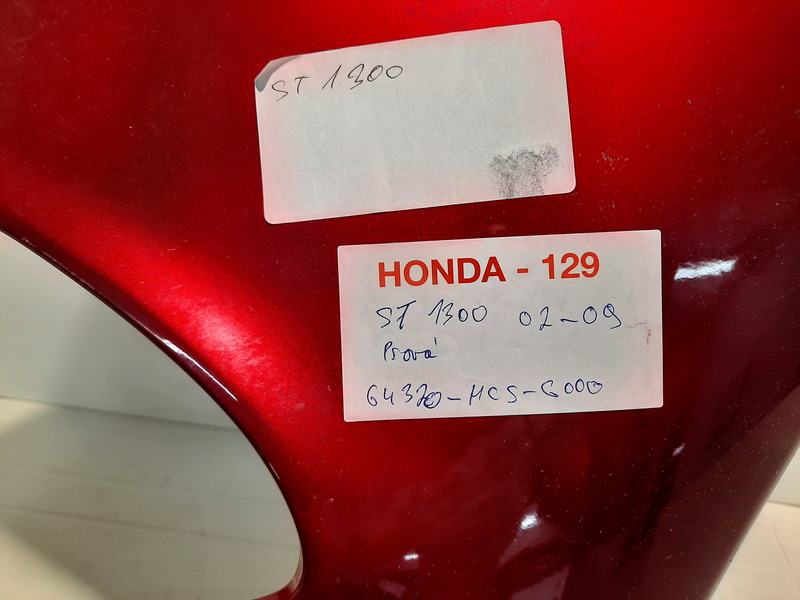 ST 1300
HONDA - 129
ST 1300 02-09
Pravá
64320-MCS-G000